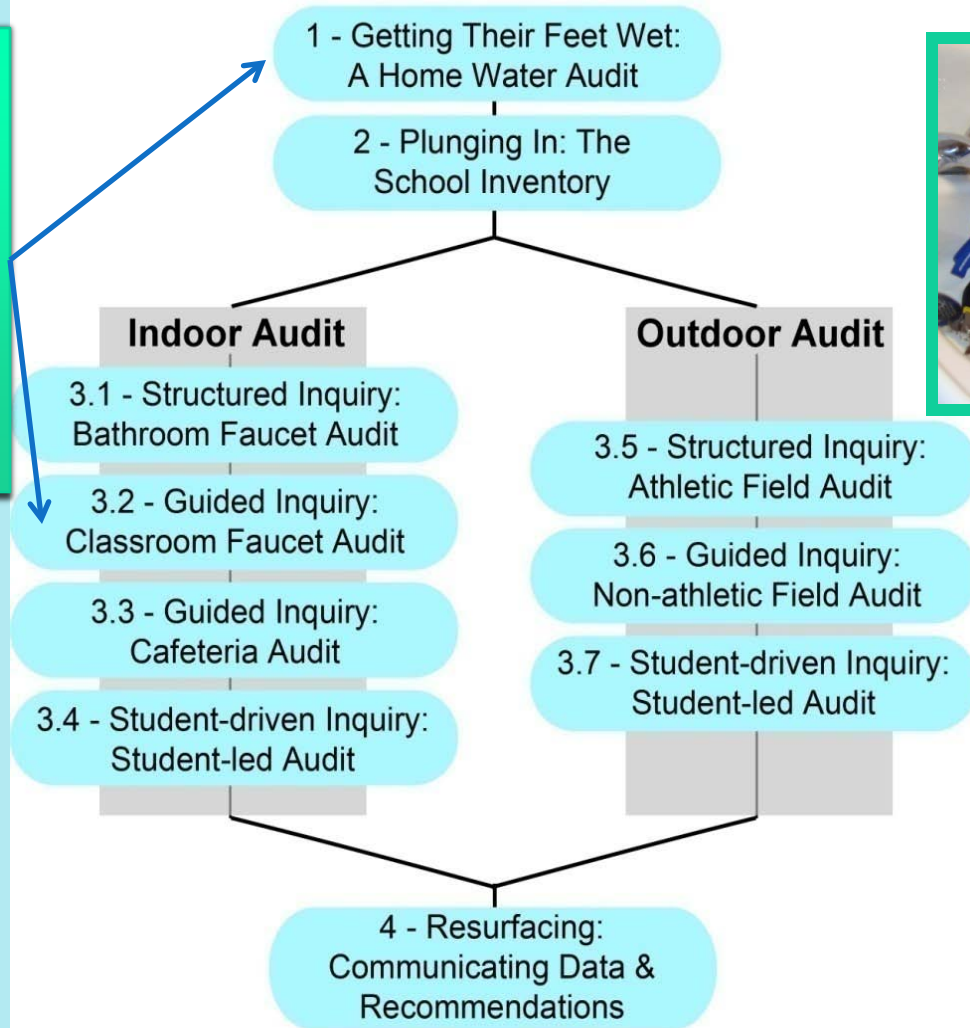 1 - Getting Their Feet Wet:
A Home Water Audit
2 - Plunging In: The
School Inventory
Indoor Audit
3.1 - Structured Inquiry:
Bathroom Faucet Audit
3.2 - Guided Inquiry:
Classroom Faucet Audit
3.3 - Guided Inquiry:
Cafeteria Audit
3.4 - Student-driven Inquiry:
Student-led Audit
Outdoor Audit
3.5 - Structured Inquiry:
Athletic Field Audit
3.6 - Guided Inquiry:
Non-athletic Field Audit
3.7 - Student-driven Inquiry:
Student-led Audit
4 - Resurfacing:
Communicating Data &
Recommendations